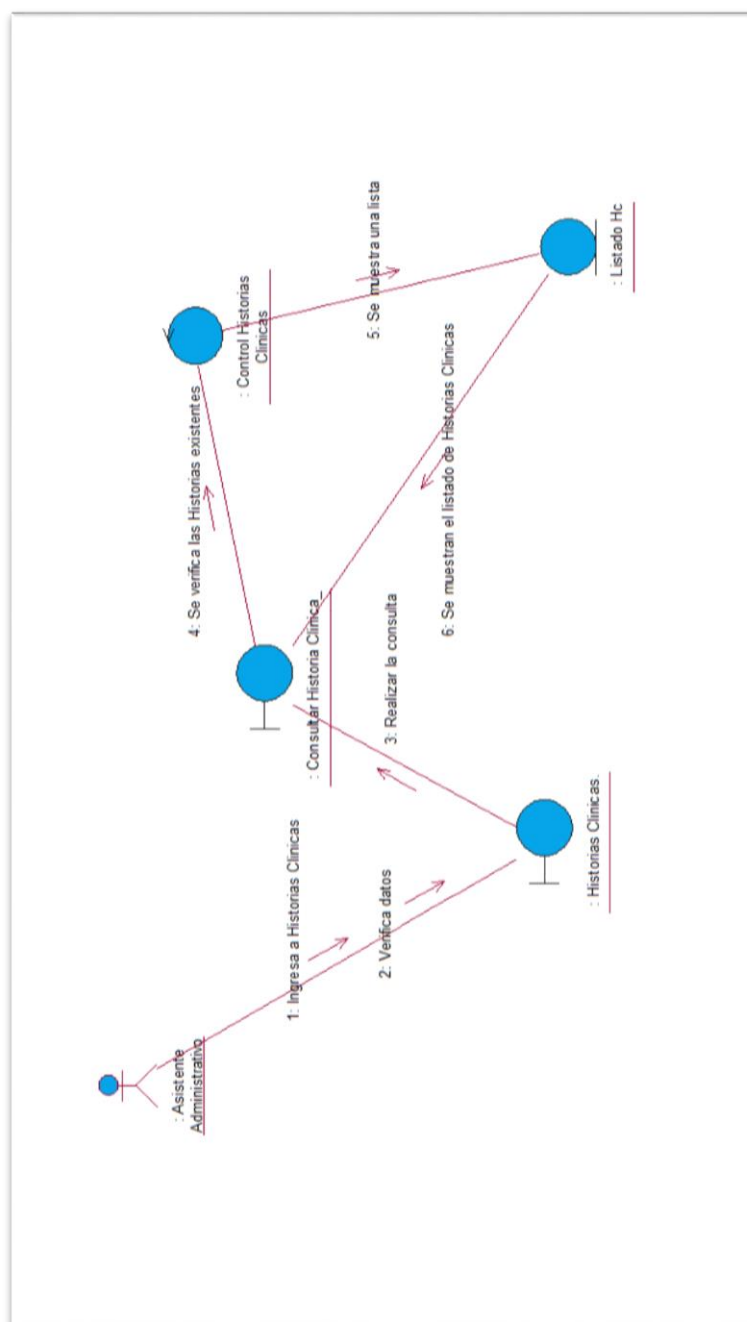 : Asistente
Administrativo
1: Ingresa a Historias Clinicas
2: Verifica datos
: Historias Clinicas.
3: Realizar la consulta
: Consultar Historia Clinica_
4: Se verifica las Historias existentes
: Control Historias
Clinicas
5: Se muestra una lista
: Listado Hc
6: Se muestran el listado de Historias Clinicas